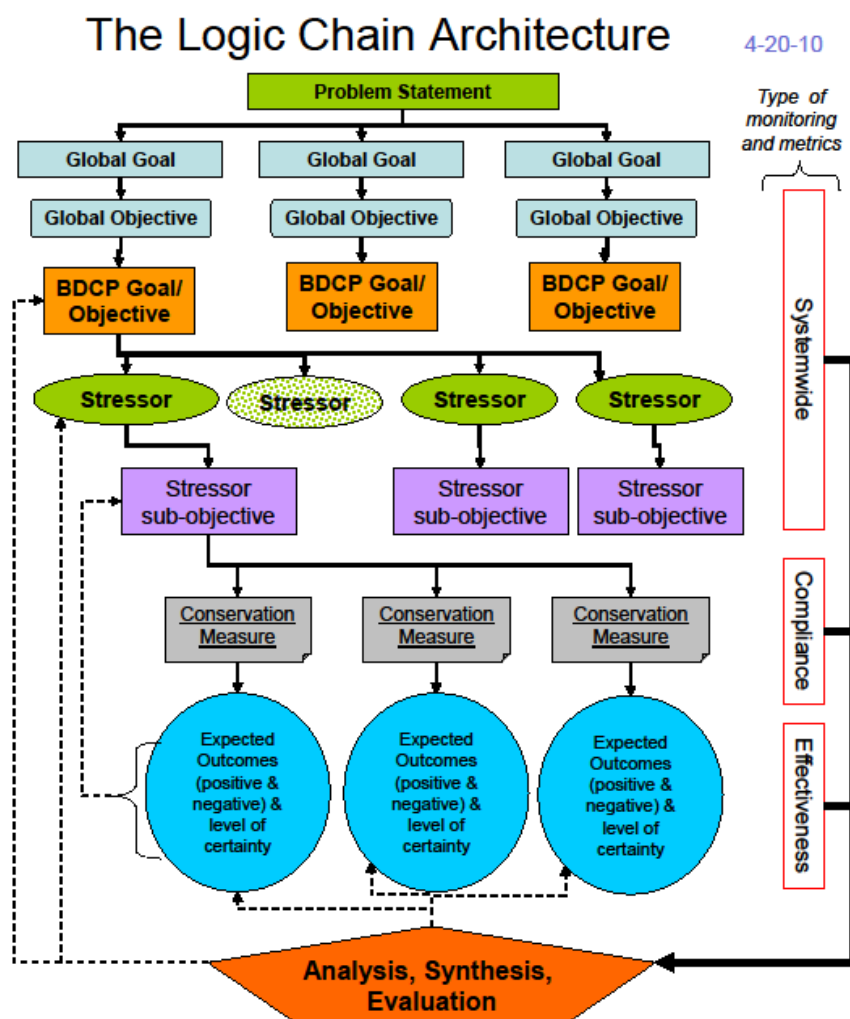 The Logic Chain Architecture
4-20-10
Problem Statement
Type of
monitoring
and metrics
Global Goal
Global Goal
Global Goal
Global Objective
Global Objective
Global Objective
BDCP Goal/
Objective
BDCP Goal/
Objective
BDCP Goal/
Objective
Systemwide
Stressor
Stressor
Stressor
Stressor
Stressor
sub-objective
Stressor
sub-objective
Stressor
sub-objective
Compliance
Conservation
Measure
Conservation
Measure
Conservation
Measure
Effectiveness
Expected
Outcomes
(positive &
negative) &
level of
certainty
Expected
Outcomes
(positive &
negative) &
level of
certainty
Expected
Outcomes
(positive &
negative) &
level of
certainty
Analysis, Synthesis,
Evaluation